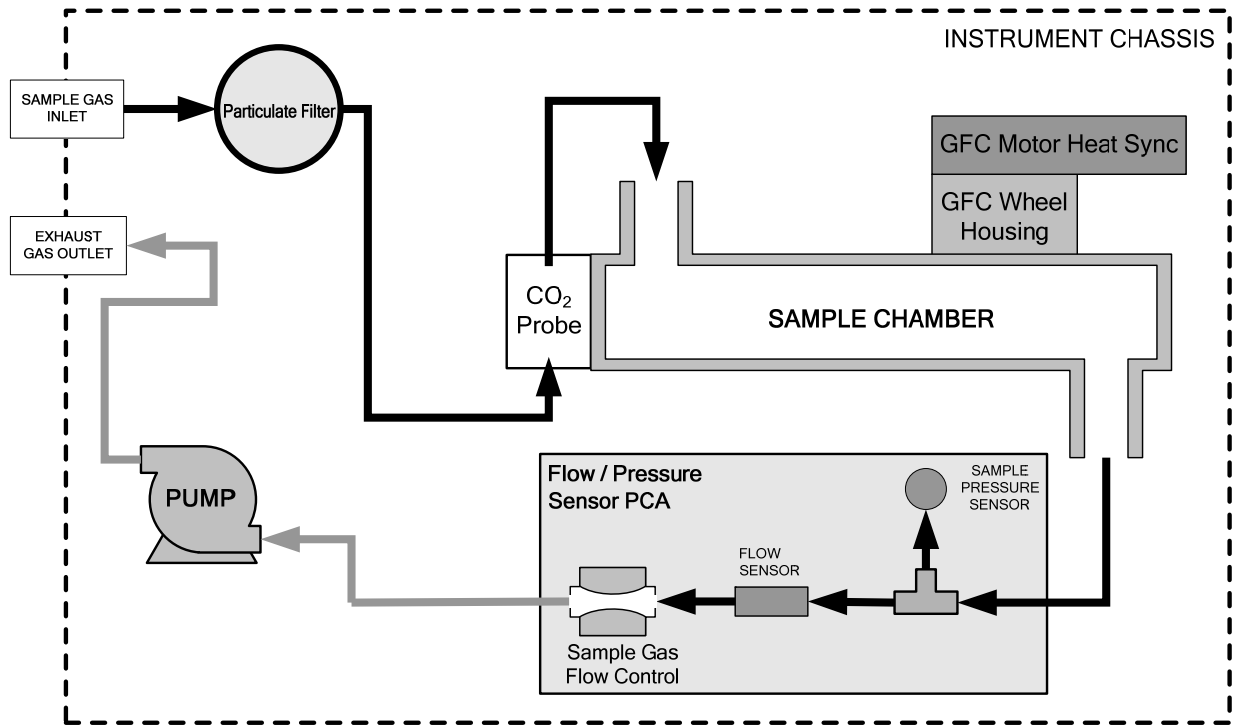 INSTRUMENT CHASSIS
SAMPLE GAS
INLET
Particulate Filter
GFC Motor Heat Sync
GFC Wheel
Housing
EXHAUST
GAS OUTLET
CO₂
Probe
SAMPLE CHAMBER
PUMP
Flow / Pressure
Sensor PCA
SAMPLE
PRESSURE
SENSOR
FLOW
SENSOR
Sample Gas
Flow Control